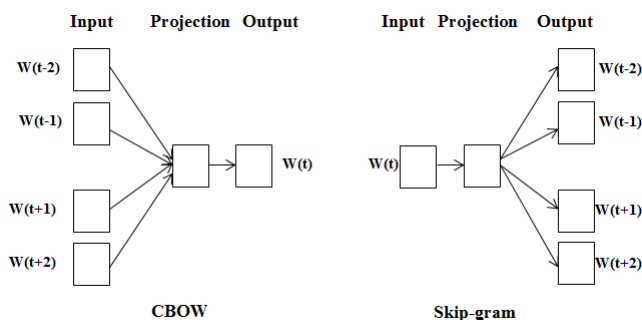 Input Projection Output
W(t-2)
W(t-1)
W(t)
W(t+1)
W(t+2)
CBOW
Input Projection Output
W(t-2)
W(t-1)
W(t)
W(t+1)
W(t+2)
Skip-gram